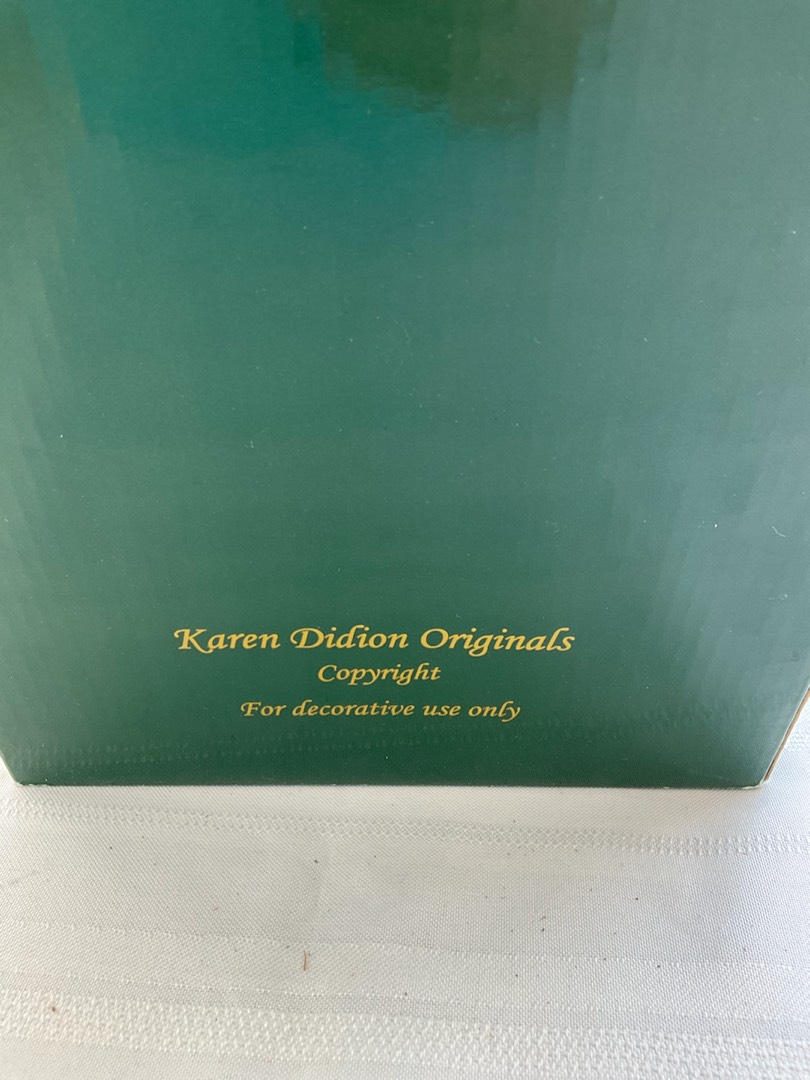 Karen Didion Originals
Copyright
For decorative use only